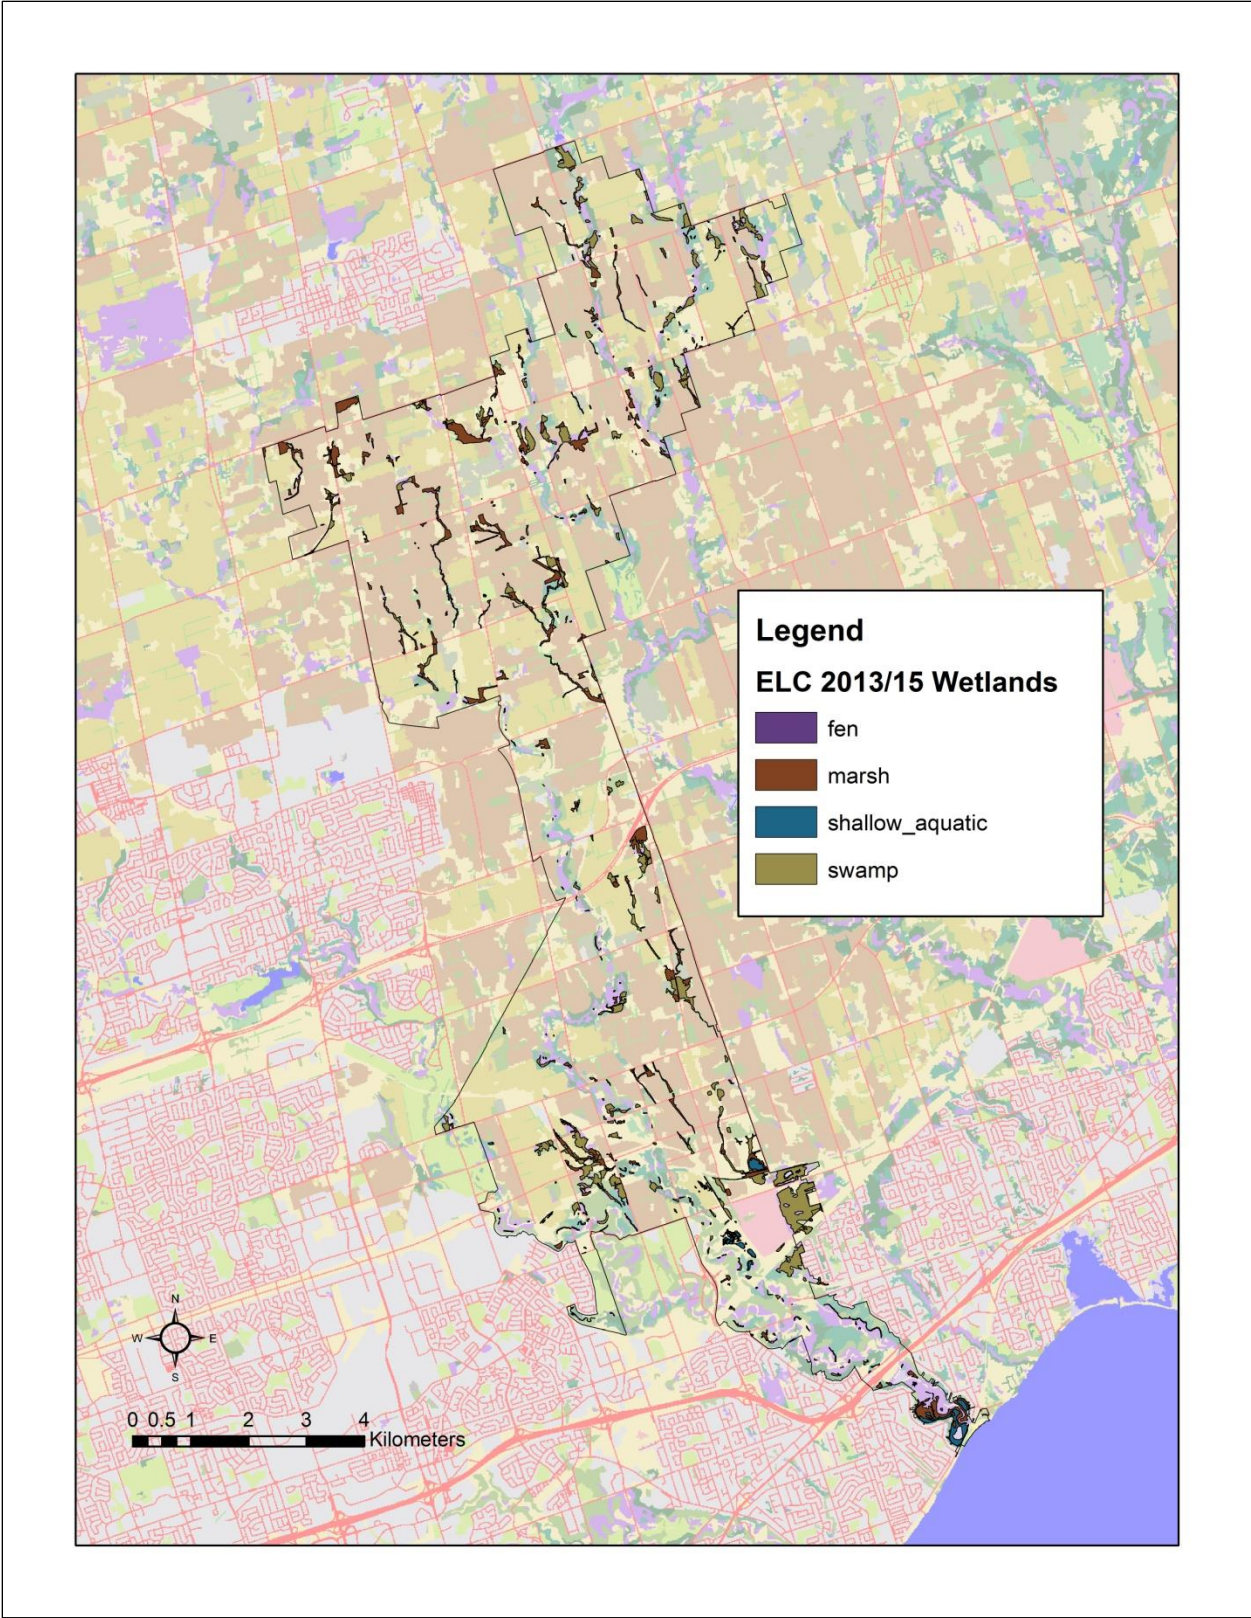 Legend
ELC 2013/15 Wetlands
fen
marsh
shallow_aquatic
swamp
N
W E
S
0 0.5 1 2 3 4
Kilometers